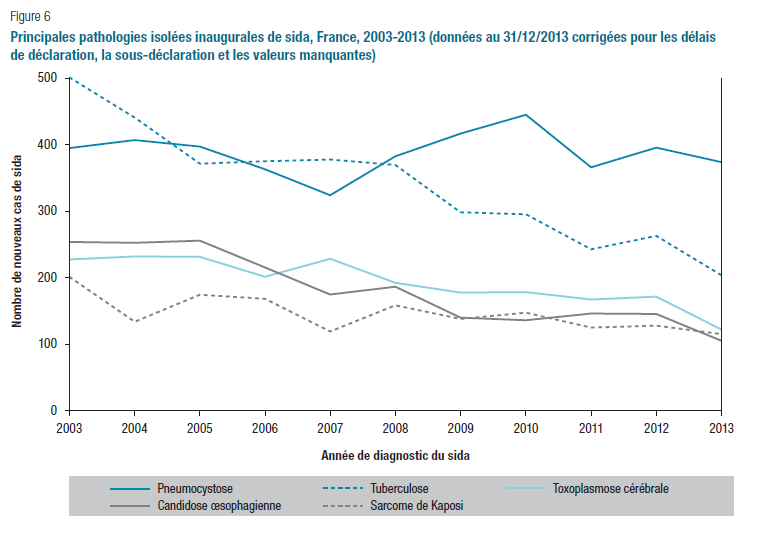 Figure 6
Principales pathologies isolées inaugurales de sida, France, 2003-2013 (données au 31/12/2013 corrigées pour les délais
de déclaration, la sous-déclaration et les valeurs manquantes)
Nombre de nouveaux cas de sida
500
400
300
200
100
0
2003 2004 2005 2006 2007 2008 2009 2010 2011 2012 2013
Année de diagnostic du sida
Pneumocystose Tuberculose Toxoplasmose cérébrale
Candidose œsophagienne Sarcome de Kaposi